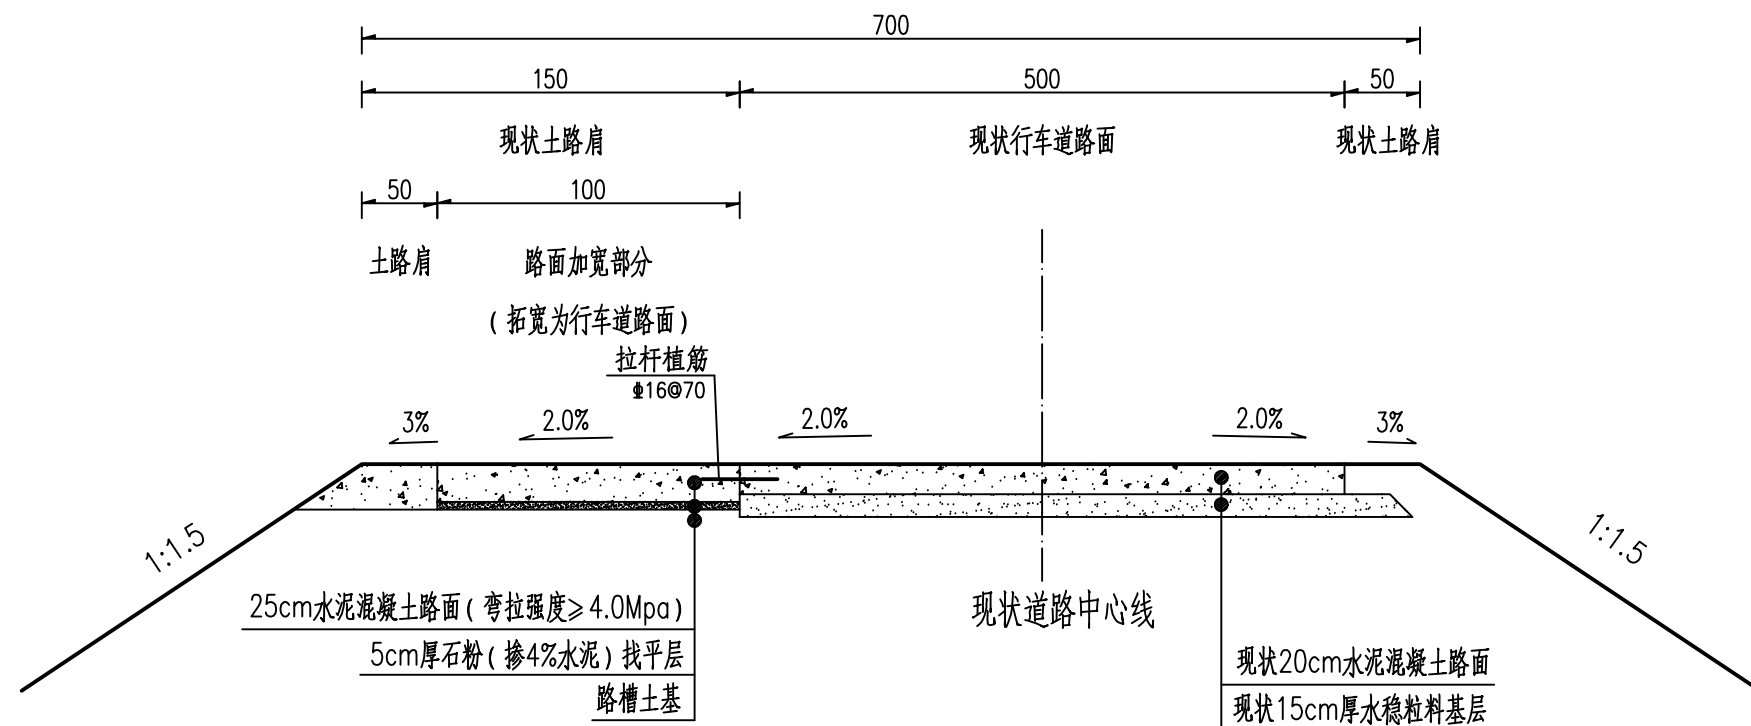 700
150 500 50
现状土路肩 现状行车道路面 现状土路肩
50 100
土路肩 路面加宽部分
（拓宽为行车道路面）
拉杆植筋
⌽16@70
3% 2.0% 2.0% 2.0% 3%
1:1.5 1:1.5
25cm水泥混凝土路面（弯拉强度≥4.0Mpa）
5cm厚石粉（掺4%水泥）找平层
路槽土基
现状道路中心线
现状20cm水泥混凝土路面
现状15cm厚水稳粒料基层